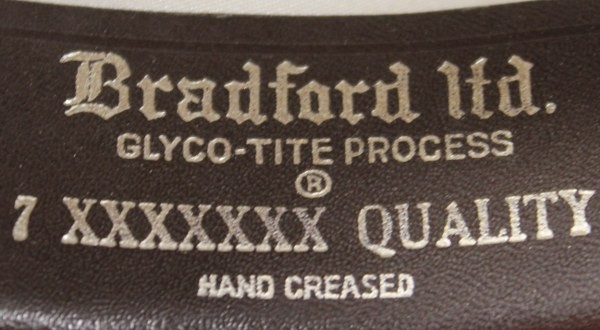 Bradford ltd.
GLYCO-TITE PROCESS
®
7 XXXXXXX QUALITY
HAND CREASED